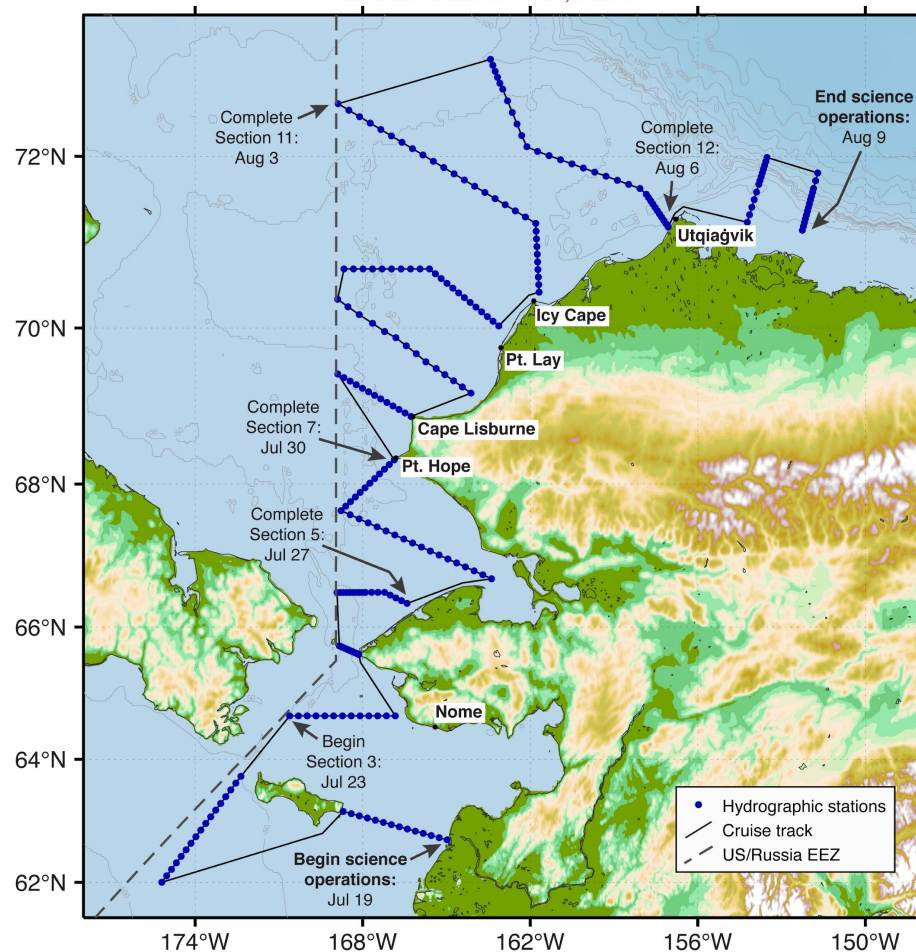 Complete
Section 11:
Aug 3
Complete
Section 12:
Aug 6
End science
operations:
Aug 9
72°N
Utqiaġvik
70°N
Icy Cape
Pt. Lay
Complete
Section 7:
Jul 30
Cape Lisburne
Pt. Hope
68°N
Complete
Section 5:
Jul 27
66°N
Nome
Begin
Section 3:
Jul 23
64°N
Hydrographic stations
Cruise track
US/Russia EEZ
Begin science
operations:
Jul 19
62°N
174°W
168°W
162°W
156°W
150°W